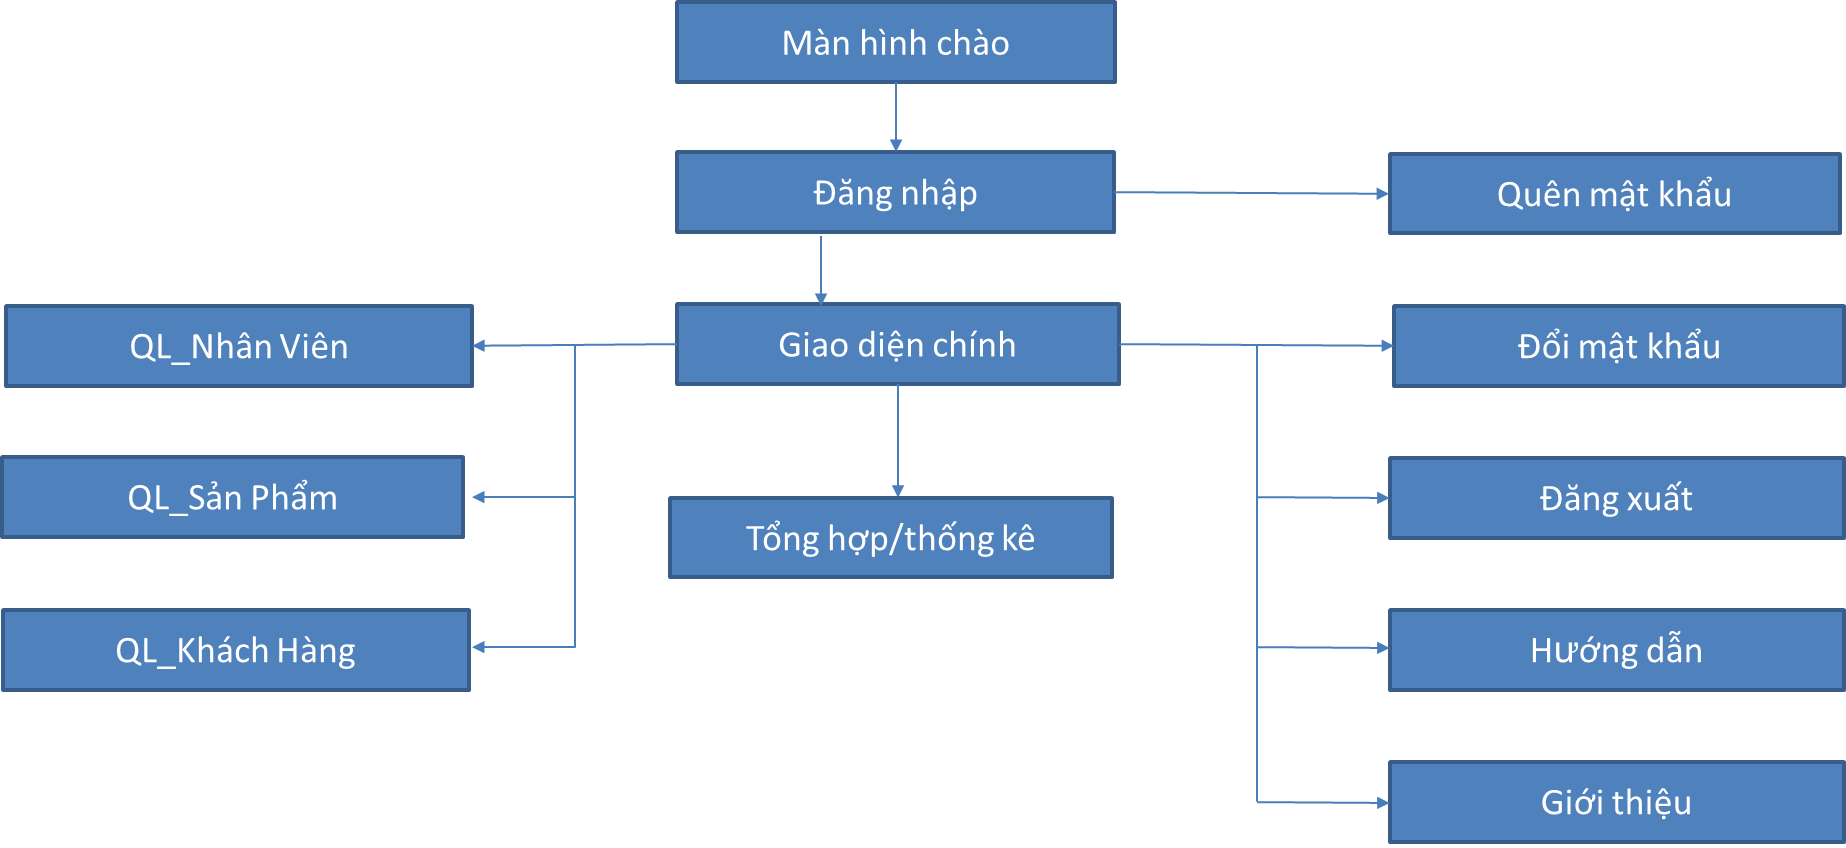 Màn hình chào
Đăng nhập
Quên mật khẩu
QL_Nhân Viên
Giao diện chính
Đổi mật khẩu
QL_Sản Phẩm
Đăng xuất
Tổng hợp/thống kê
QL_Khách Hàng
Hướng dẫn
Giới thiệu